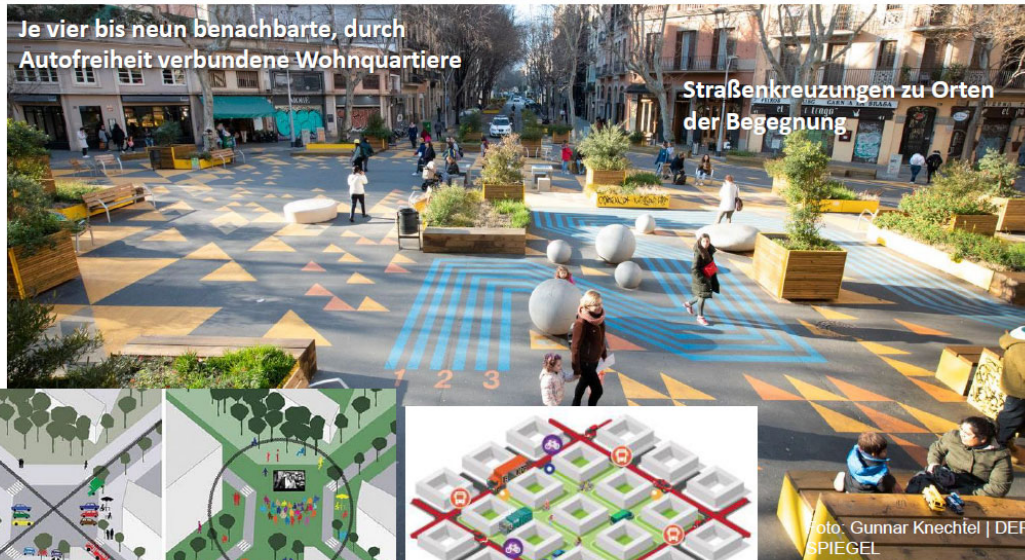 Je vier bis neun benachbarte, durch
Autofreiheit verbundene Wohnquartiere
Straßenkreuzungen zu Orten
der Begegnung
1 2 3
Foto: Gunnar Knechtel | DER
SPIEGEL